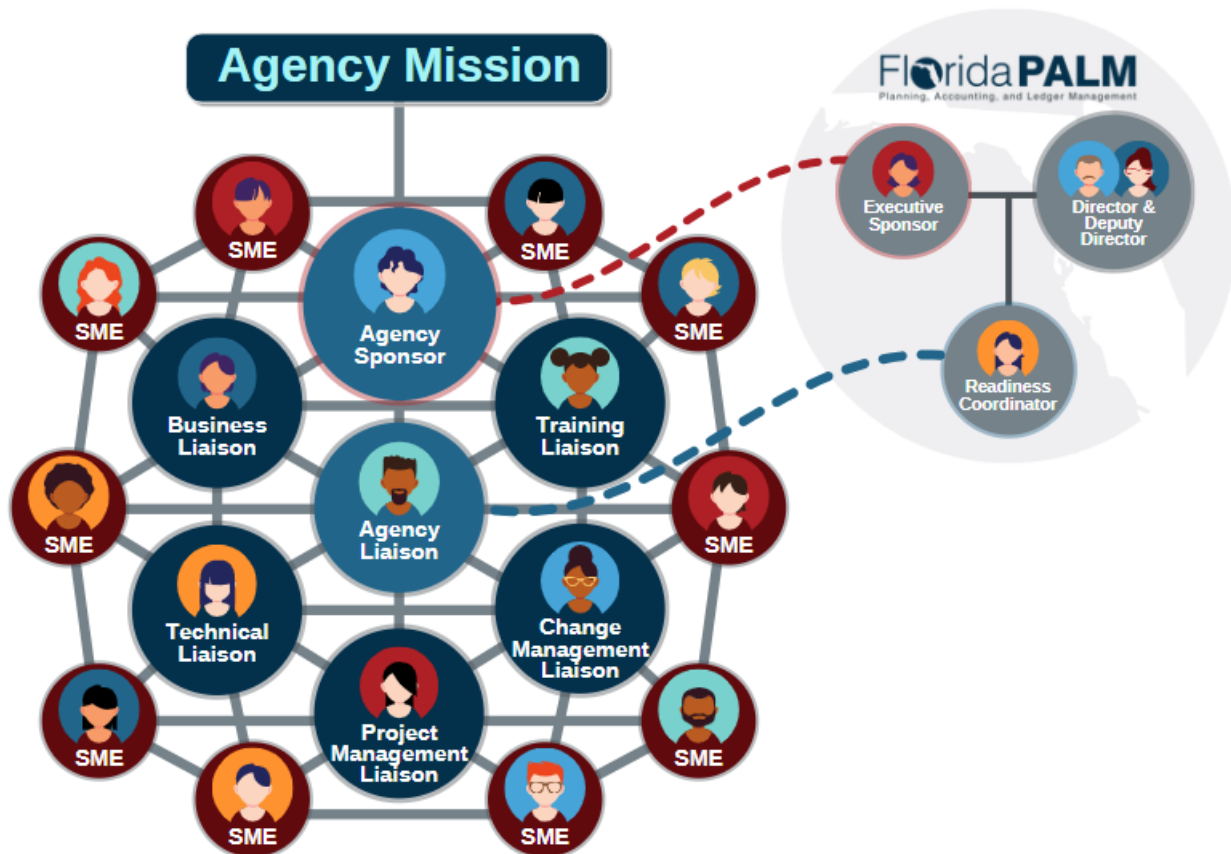 Agency Mission
Florida PALM
Planning, Accounting, and Ledger Management
SME
SME
Executive
Sponsor
Director &
Deputy
Director
SME
SME
Agency
Sponsor
Readiness
Coordinator
Business
Liaison
Training
Liaison
SME
Agency
Liaison
SME
Technical
Liaison
Change
Management
Liaison
SME
Project
Management
Liaison
SME
SME
SME